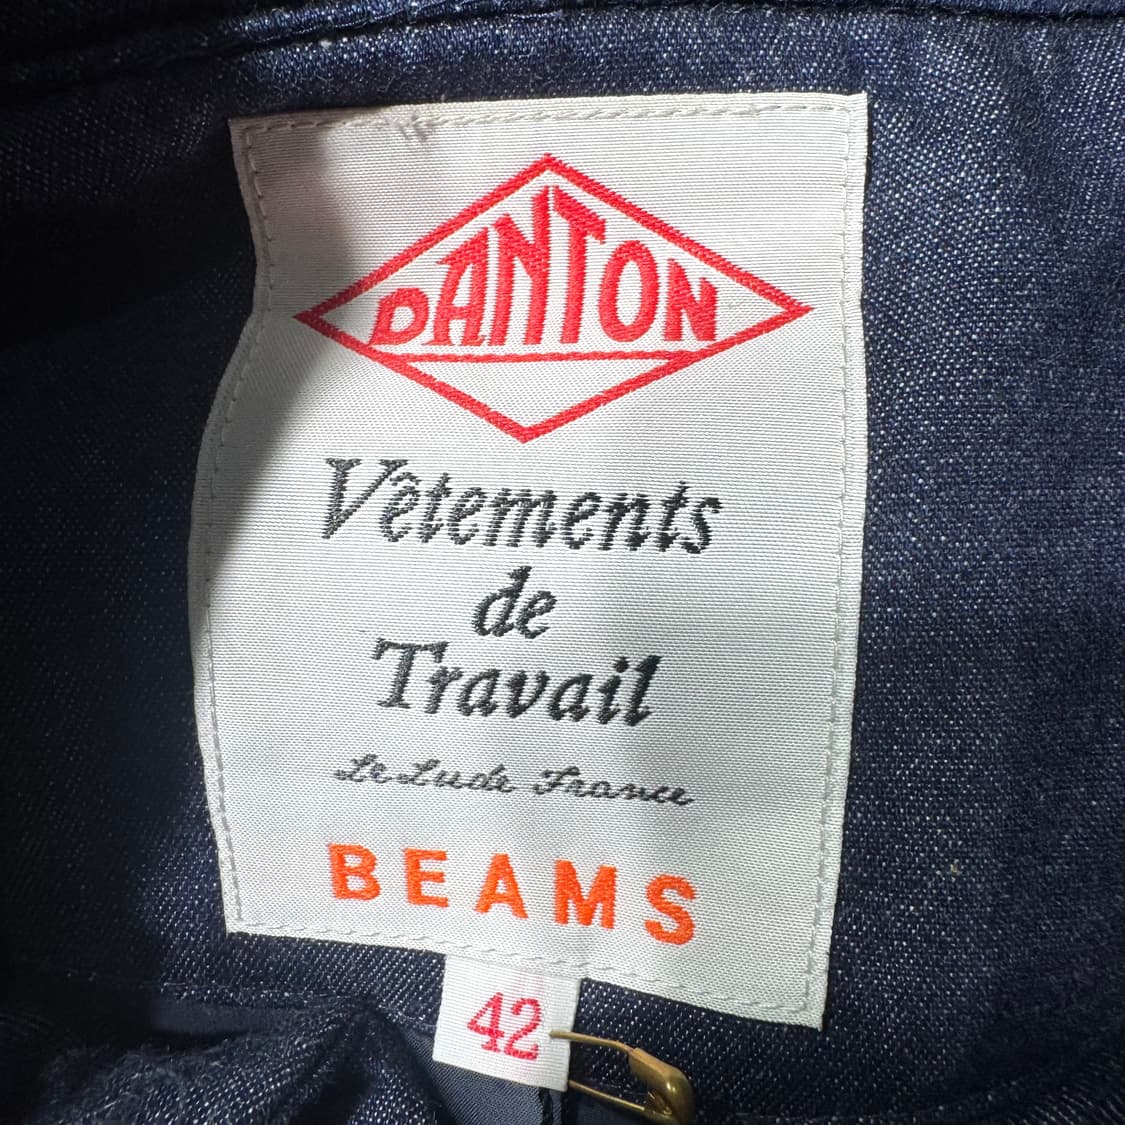 DANTON
Vêtements
de
Travail
Le Lude France
BEAMS
42